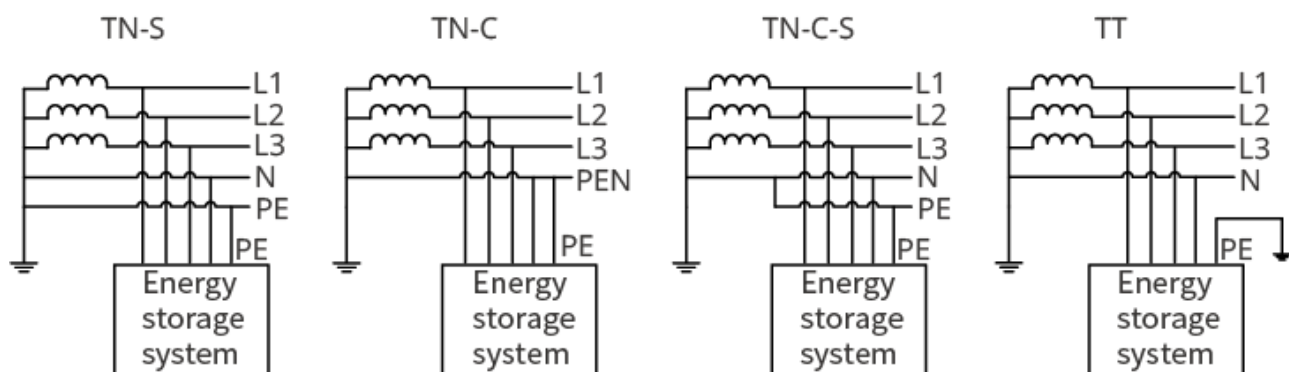 TN-S
L1
L2
L3
N
PE
PE
Energy
storage
system
TN-C
L1
L2
L3
PEN
PE
Energy
storage
system
TN-C-S
L1
L2
L3
N
PE
PE
Energy
storage
system
TT
L1
L2
L3
N
PE
Energy
storage
system